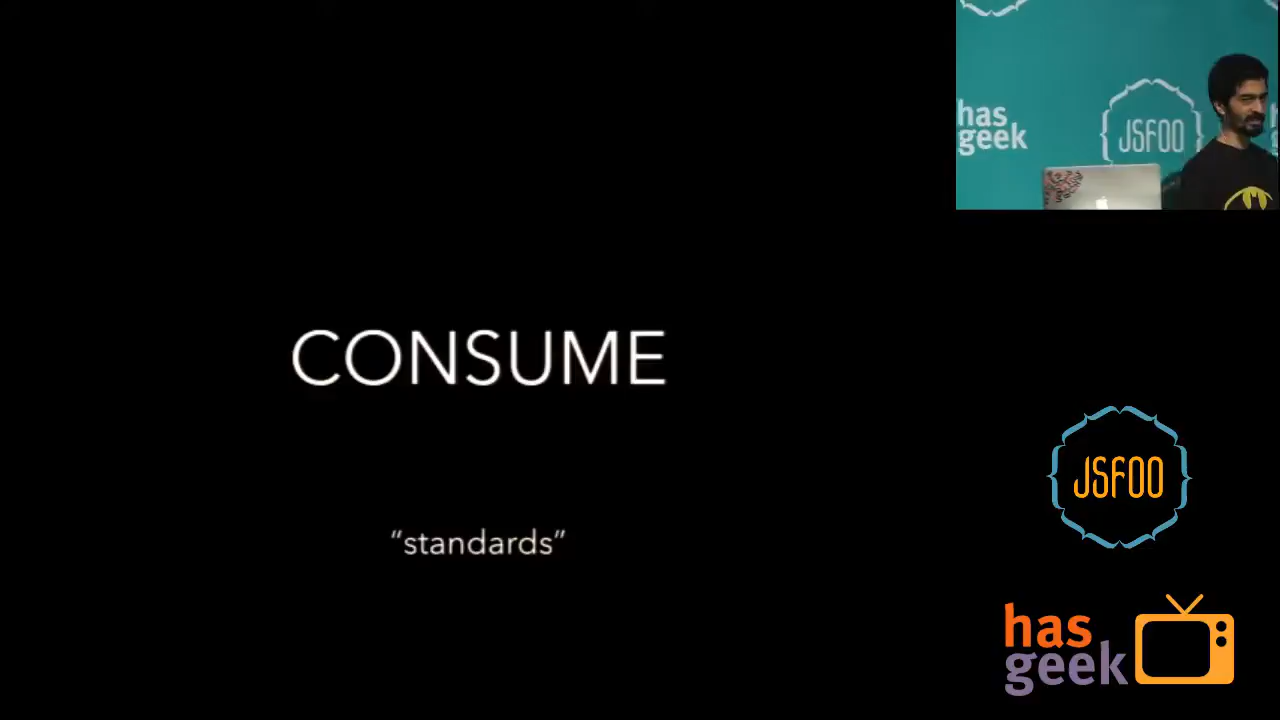 has
geek
JSFOO
CONSUME
“standards”
JSFOO
has
geek